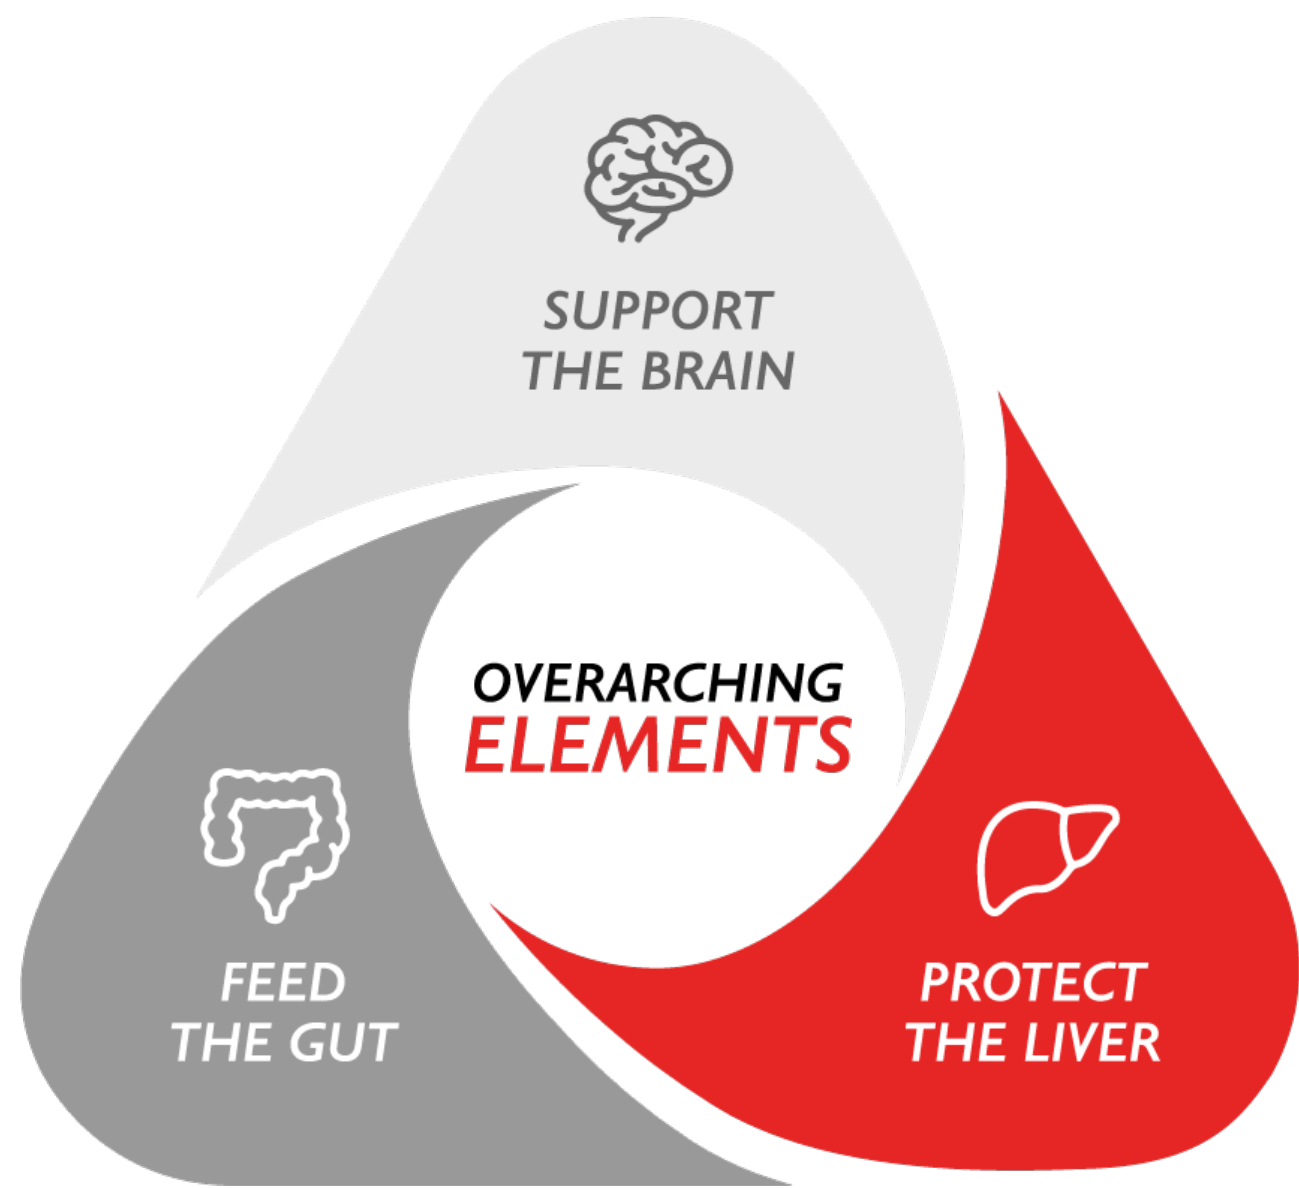 SUPPORT
THE BRAIN
OVERARCHING
ELEMENTS
FEED
THE GUT
PROTECT
THE LIVER